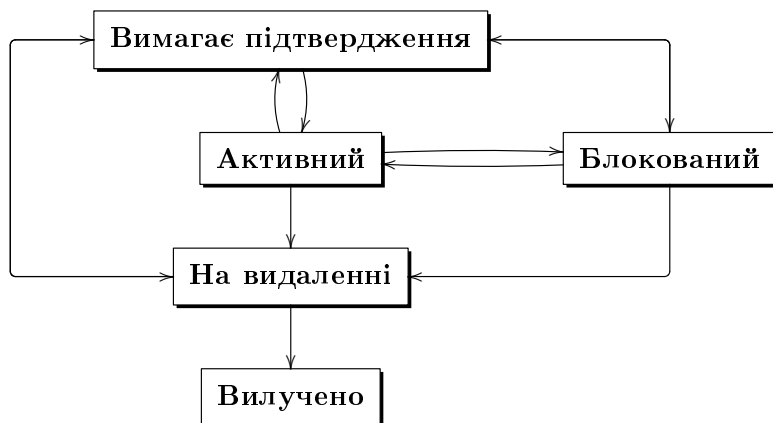 Вимагає підтвердження
Активний
Блокований
На видаленні
Вилучено